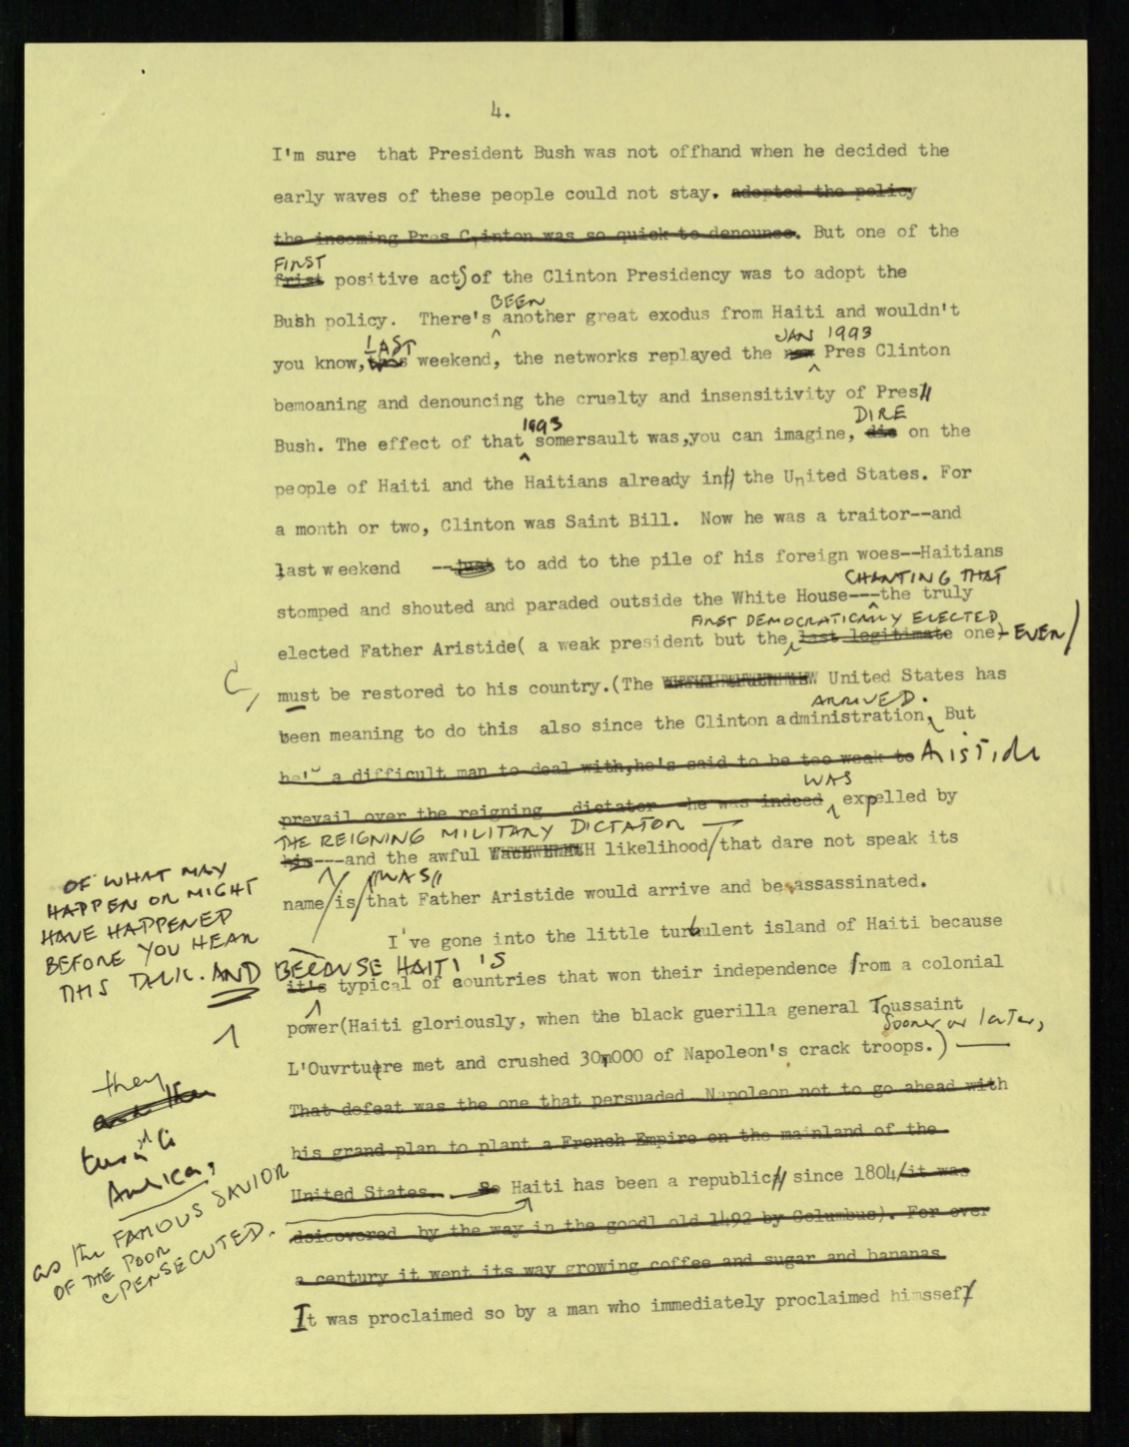 4.
I'm sure that President Bush was not offhand when he decided the
early waves of these people could not stay. adopted the policy
the incoming Pres C,inton was so quick to denounce. But one of the
FIRST
frist positive act of the Clinton Presidency was to adopt the
BEEN
Bush policy. There's another great exodus from Haiti and wouldn't
LAST JAN 1993
you know, this weekend, the networks replayed the new Pres Clinton
bemoaning and denouncing the cruelty and insensitivity of Pres
1993 DIRE
Bush. The effect of that somersault was,you can imagine, die on the
people of Haiti and the Haitians already in the United States. For
a month or two, Clinton was Saint Bill. Now he was a traitor--and
last weekend --just to add to the pile of his foreign woes--Haitians
CHANTING THAT
stomped and shouted and paraded outside the White House---the truly
FIRST DEMOCRATICALLY ELECTED
elected Father Aristide( a weak president but the last legitimate one - EVEN
must be restored to his country.(The United States has
ARRIVED.
been meaning to do this also since the Clinton administration, But
he's a difficult man to deal with,he's said to be too weak to Aistide
WAS
prevail over the reigning dictator he was indeed expelled by
THE REIGNING MILITARY DICTATOR
his---and the awful likelihood/that dare not speak its
"WAS"
name/is/that Father Aristide would arrive and be assassinated.
OF WHAT MAY
HAPPEN OR MIGHT
HAVE HAPPENED
BEFORE YOU HEAR
THIS TALK. AND BECAUSE HAITI'S
I've gone into the little turbulent island of Haiti because
it's typical of countries that won their independence from a colonial
power(Haiti gloriously, when the black guerilla general Toussaint
sooner or later,
L'Ouvrtuere met and crushed 30m000 of Napoleon's crack troops.)
they
and then
turn to
America,
as the FAMOUS SAVIOR
OF THE POOR
PERSECUTED.
That defeat was the one that persuaded Napoleon not to go ahead with
his grand plan to plant a French Empire on the mainland of the
United States. So Haiti has been a republic since 1804/it was
doicovered by the way in the goodl old 1492 by Columbus). For over
a century it went its way growing coffee and sugar and bananas
It was proclaimed so by a man who immediately proclaimed himssef